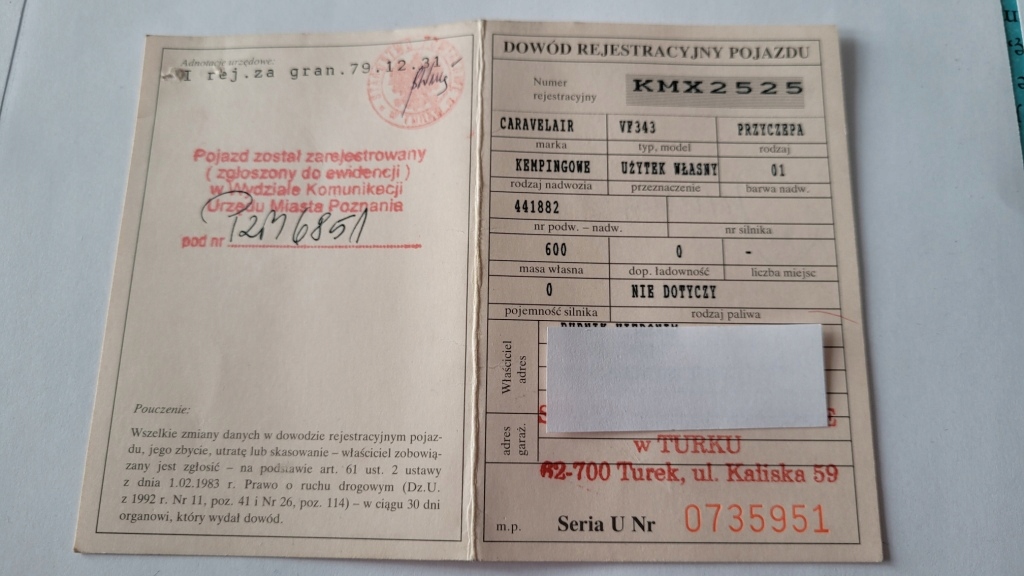 Adnotacje urzędowe:
I rej.za gran.79.12.31
Pojazd został zarejestrowany
( zgłoszony do ewidencji )
w Wydziale Komunikacji
Urzędu Miasta Poznania
pod nr PZM 6851
Pouczenie:
Wszelkie zmiany danych w dowodzie rejestracyjnym pojaz-
du, jego zbycie, utratę lub skasowanie – właściciel zobowią-
zany jest zgłosić – na podstawie art. 61 ust. 2 ustawy
z dnia 1.02.1983 r. Prawo o ruchu drogowym (Dz.U.
z 1992 r. Nr 11, poz. 41 i Nr 26, poz. 114) – w ciągu 30 dni
organowi, który wydał dowód.
DOWÓD REJESTRACYJNY POJAZDU
Numer
rejestracyjny
KMX2525
CARAVELAIR VF343 PRZYCZEPA
marka typ, model rodzaj
KEMPINGOWE UŻYTEK WŁASNY 01
rodzaj nadwozia przeznaczenie barwa nadw.
441882
nr podw. – nadw. nr silnika
600 0 -
masa własna dop. ładowność liczba miejsc
0 NIE DOTYCZY
pojemność silnika rodzaj paliwa
Właściciel
adres
adres
garaż.
w TURKU
62-700 Turek, ul. Kaliska 59
m.p. Seria U Nr 0735951